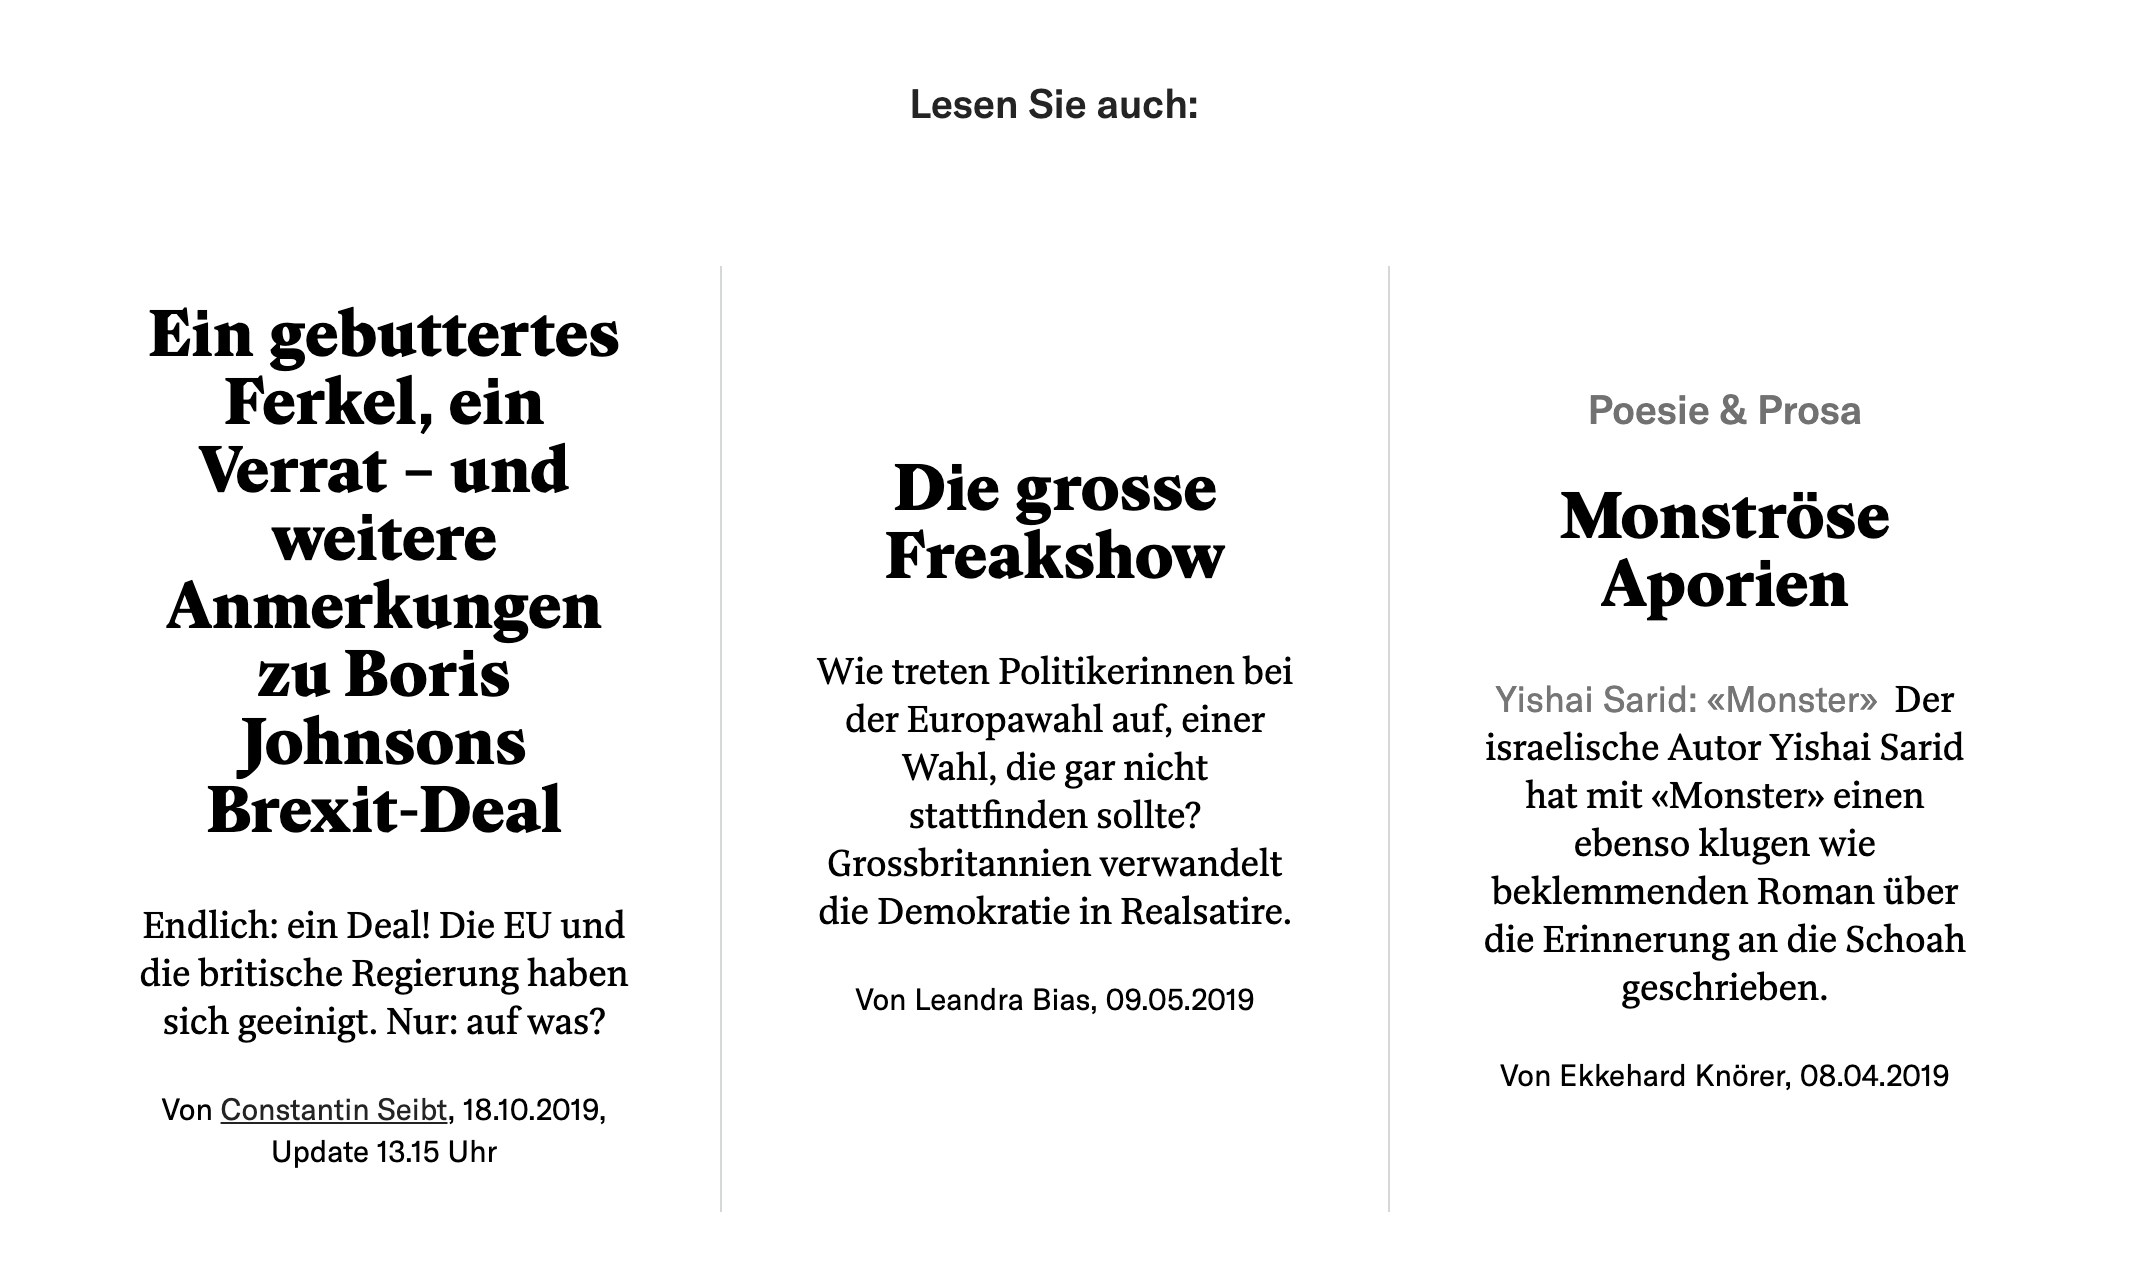 Lesen Sie auch:
Ein gebuttertes
Ferkel, ein
Verrat – und
weitere
Anmerkungen
zu Boris
Johnsons
Brexit-Deal
Endlich: ein Deal! Die EU und
die britische Regierung haben
sich geeinigt. Nur: auf was?
Von Constantin Seibt, 18.10.2019,
Update 13.15 Uhr
Die grosse
Freakshow
Wie treten Politikerinnen bei
der Europawahl auf, einer
Wahl, die gar nicht
stattfinden sollte?
Grossbritannien verwandelt
die Demokratie in Realsatire.
Von Leandra Bias, 09.05.2019
Poesie & Prosa
Monströse
Aporien
Yishai Sarid: «Monster» Der
israelische Autor Yishai Sarid
hat mit «Monster» einen
ebenso klugen wie
beklemmenden Roman über
die Erinnerung an die Schoah
geschrieben.
Von Ekkehard Knörer, 08.04.2019